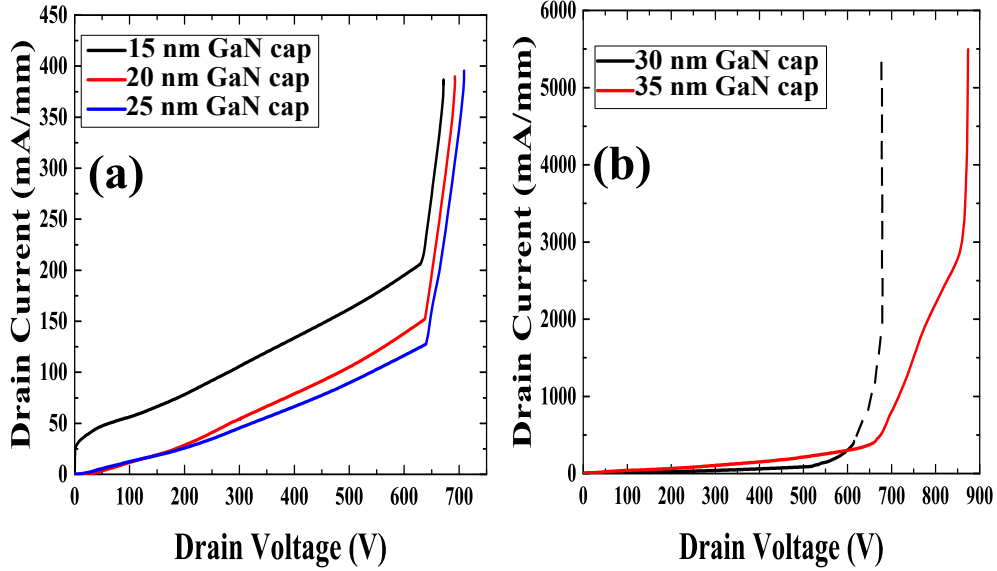 450
400
350
300
250
200
150
100
50
0
Drain Current (mA/mm)
15 nm GaN cap
20 nm GaN cap
25 nm GaN cap
(a)
0 100 200 300 400 500 600 700
Drain Voltage (V)
6000
5000
4000
3000
2000
1000
0
Drain Current (mA/mm)
30 nm GaN cap
35 nm GaN cap
(b)
0 100 200 300 400 500 600 700 800 900
Drain Voltage (V)